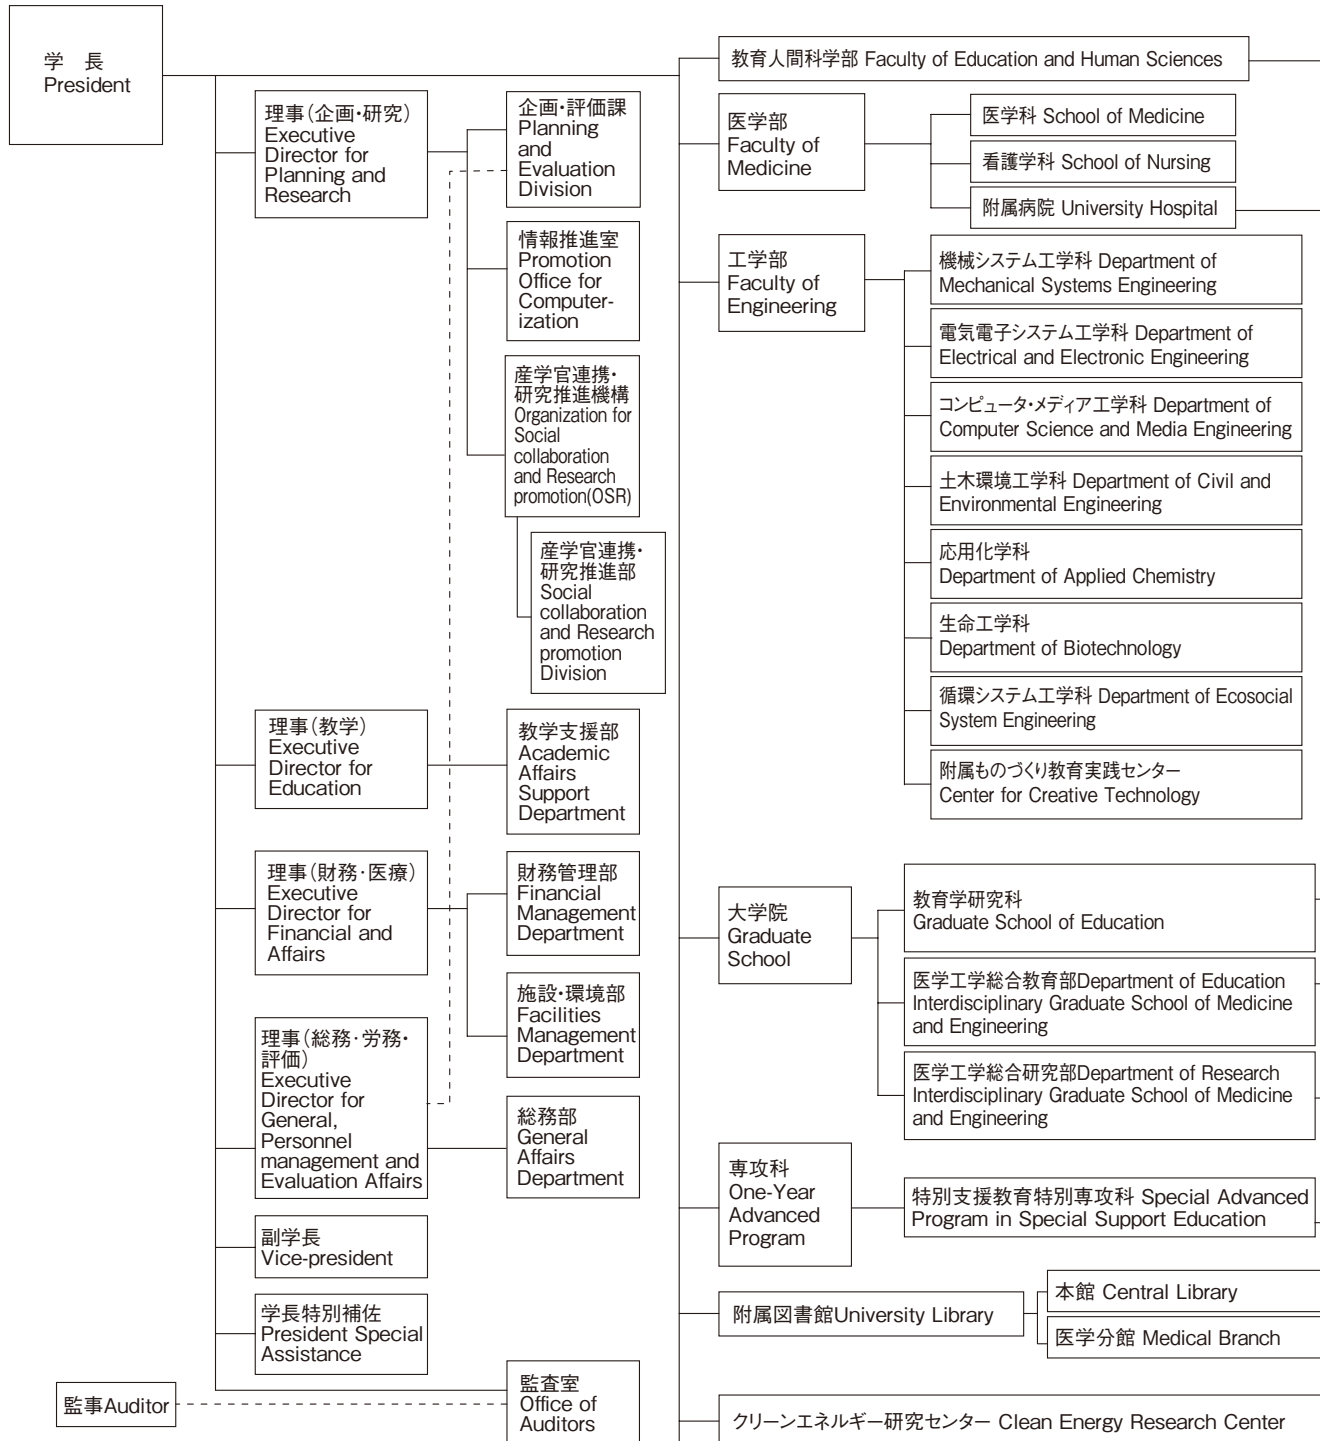 学　長
President
理事（企画・研究）
Executive
Director for
Planning and
Research
企画・評価課
Planning
and
Evaluation
Division
情報推進室
Promotion
Office for
Computer-
ization
産学官連携・
研究推進機構
Organization for
Social
collaboration
and Research
promotion(OSR)
産学官連携・
研究推進部
Social
collaboration
and Research
promotion
Division
理事（教学）
Executive
Director for
Education
教学支援部
Academic
Affairs
Support
Department
理事（財務・医療）
Executive
Director for
Financial and
Affairs
財務管理部
Financial
Management
Department
施設・環境部
Facilities
Management
Department
理事（総務・労務・
評価）
Executive
Director for
General,
Personnel
management and
Evaluation Affairs
総務部
General
Affairs
Department
副学長
Vice-president
学長特別補佐
President Special
Assistance
監事Auditor
監査室
Office of
Auditors
教育人間科学部 Faculty of Education and Human Sciences
医学部
Faculty of
Medicine
医学科 School of Medicine
看護学科 School of Nursing
附属病院 University Hospital
工学部
Faculty of
Engineering
機械システム工学科 Department of
Mechanical Systems Engineering
電気電子システム工学科 Department of
Electrical and Electronic Engineering
コンピュータ・メディア工学科 Department of
Computer Science and Media Engineering
土木環境工学科 Department of Civil and
Environmental Engineering
応用化学科
Department of Applied Chemistry
生命工学科
Department of Biotechnology
循環システム工学科 Department of Ecosocial
System Engineering
附属ものづくり教育実践センター
Center for Creative Technology
大学院
Graduate
School
教育学研究科
Graduate School of Education
医学工学総合教育部Department of Education
Interdisciplinary Graduate School of Medicine
and Engineering
医学工学総合研究部Department of Research
Interdisciplinary Graduate School of Medicine
and Engineering
専攻科
One-Year
Advanced
Program
特別支援教育特別専攻科 Special Advanced
Program in Special Support Education
附属図書館University Library
本館 Central Library
医学分館 Medical Branch
クリーンエネルギー研究センター Clean Energy Research Center